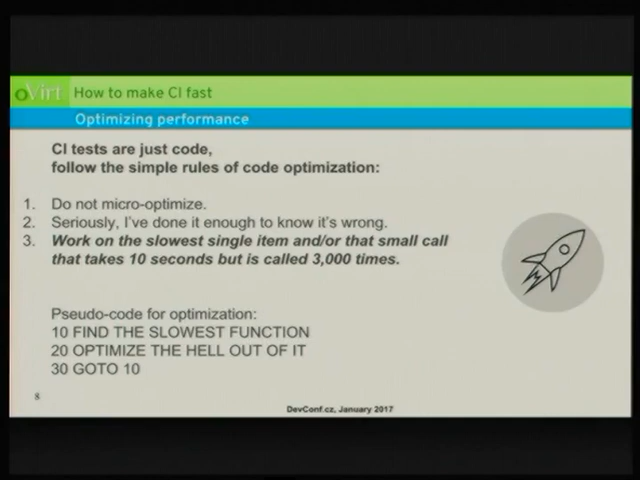 oVirt
How to make CI fast
Optimizing performance
CI tests are just code,
follow the simple rules of code optimization:
1. Do not micro-optimize.
2. Seriously, I've done it enough to know it's wrong.
3. Work on the slowest single item and/or that small call
that takes 10 seconds but is called 3,000 times.
Pseudo-code for optimization:
10 FIND THE SLOWEST FUNCTION
20 OPTIMIZE THE HELL OUT OF IT
30 GOTO 10
8
DevConf.cz, January 2017